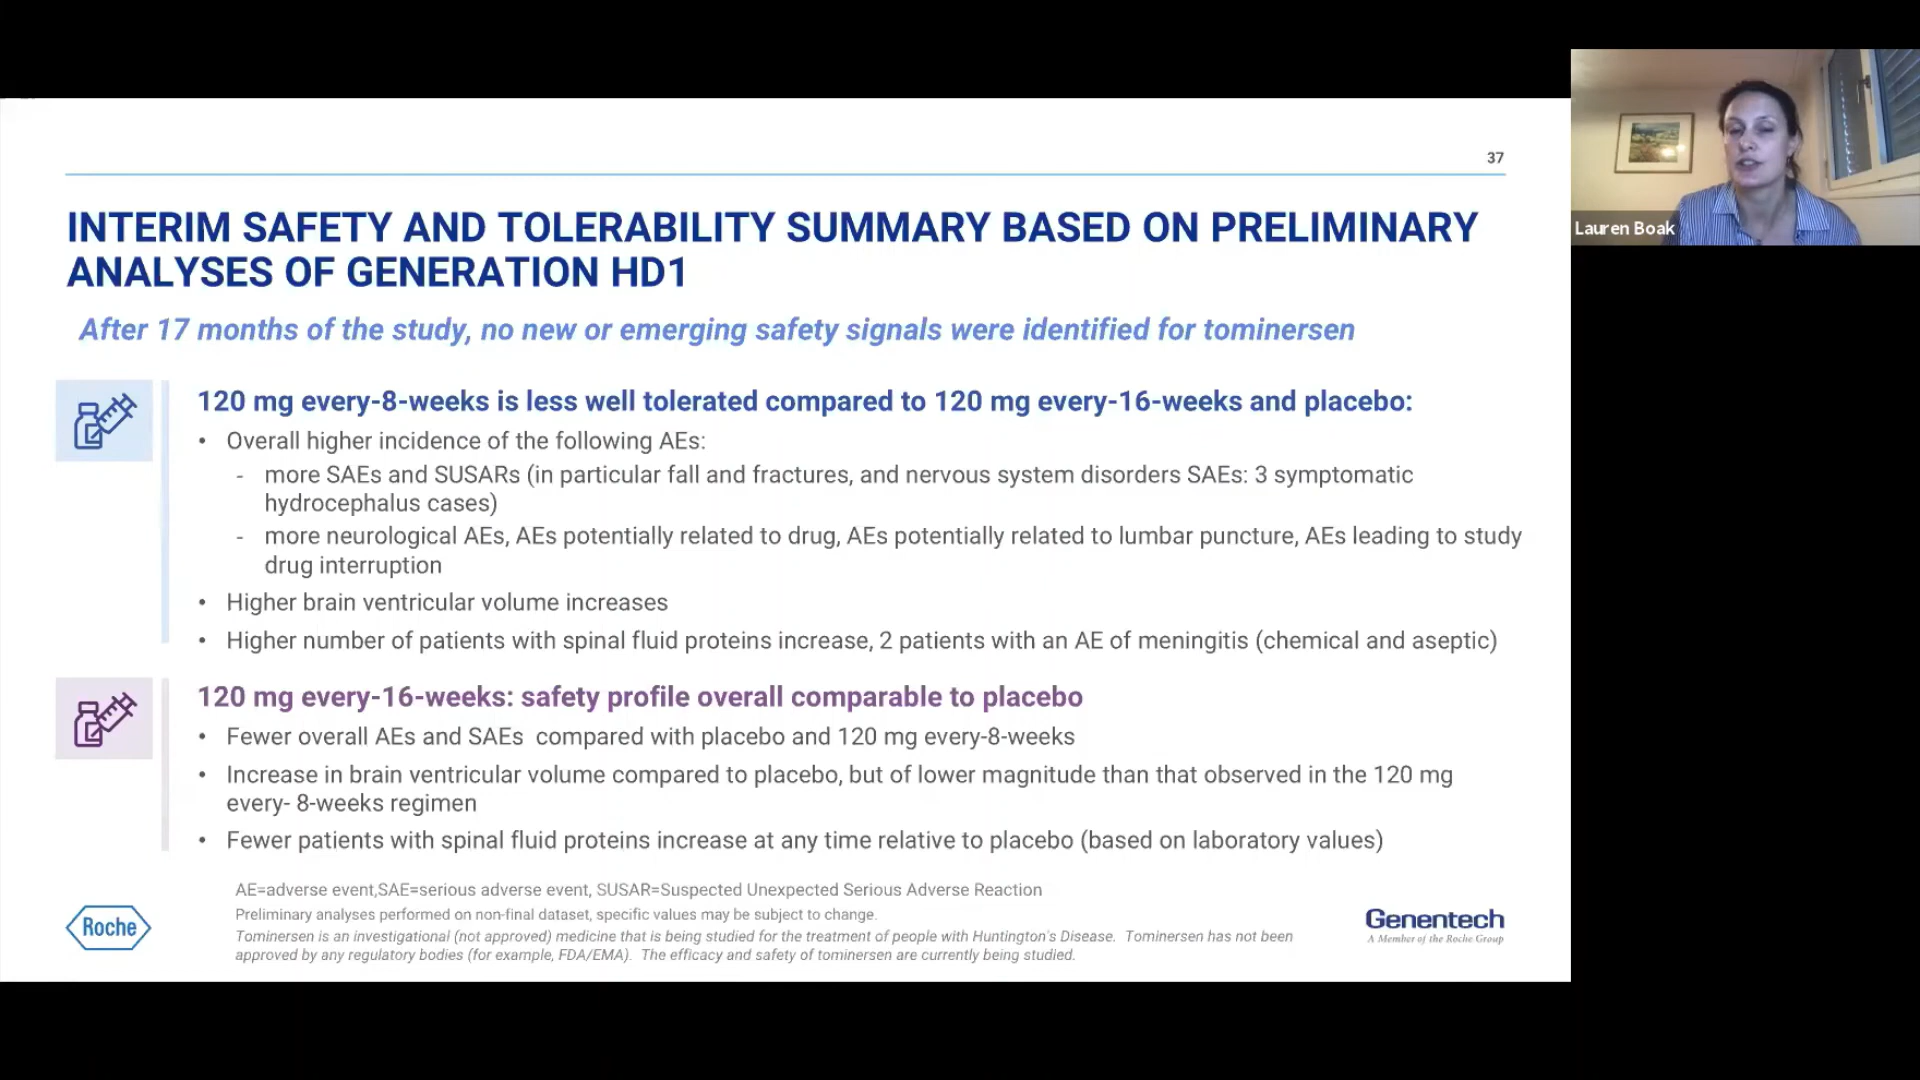 37
Lauren Boak
INTERIM SAFETY AND TOLERABILITY SUMMARY BASED ON PRELIMINARY
ANALYSES OF GENERATION HD1
After 17 months of the study, no new or emerging safety signals were identified for tominersen
120 mg every-8-weeks is less well tolerated compared to 120 mg every-16-weeks and placebo:
• Overall higher incidence of the following AEs:
- more SAEs and SUSARs (in particular fall and fractures, and nervous system disorders SAEs: 3 symptomatic
hydrocephalus cases)
- more neurological AEs, AEs potentially related to drug, AEs potentially related to lumbar puncture, AEs leading to study
drug interruption
• Higher brain ventricular volume increases
• Higher number of patients with spinal fluid proteins increase, 2 patients with an AE of meningitis (chemical and aseptic)
120 mg every-16-weeks: safety profile overall comparable to placebo
• Fewer overall AEs and SAEs compared with placebo and 120 mg every-8-weeks
• Increase in brain ventricular volume compared to placebo, but of lower magnitude than that observed in the 120 mg
every- 8-weeks regimen
• Fewer patients with spinal fluid proteins increase at any time relative to placebo (based on laboratory values)
AE=adverse event,SAE=serious adverse event, SUSAR=Suspected Unexpected Serious Adverse Reaction
Preliminary analyses performed on non-final dataset, specific values may be subject to change.
Tominersen is an investigational (not approved) medicine that is being studied for the treatment of people with Huntington's Disease. Tominersen has not been
approved by any regulatory bodies (for example, FDA/EMA). The efficacy and safety of tominersen are currently being studied.
Roche
Genentech
A Member of the Roche Group